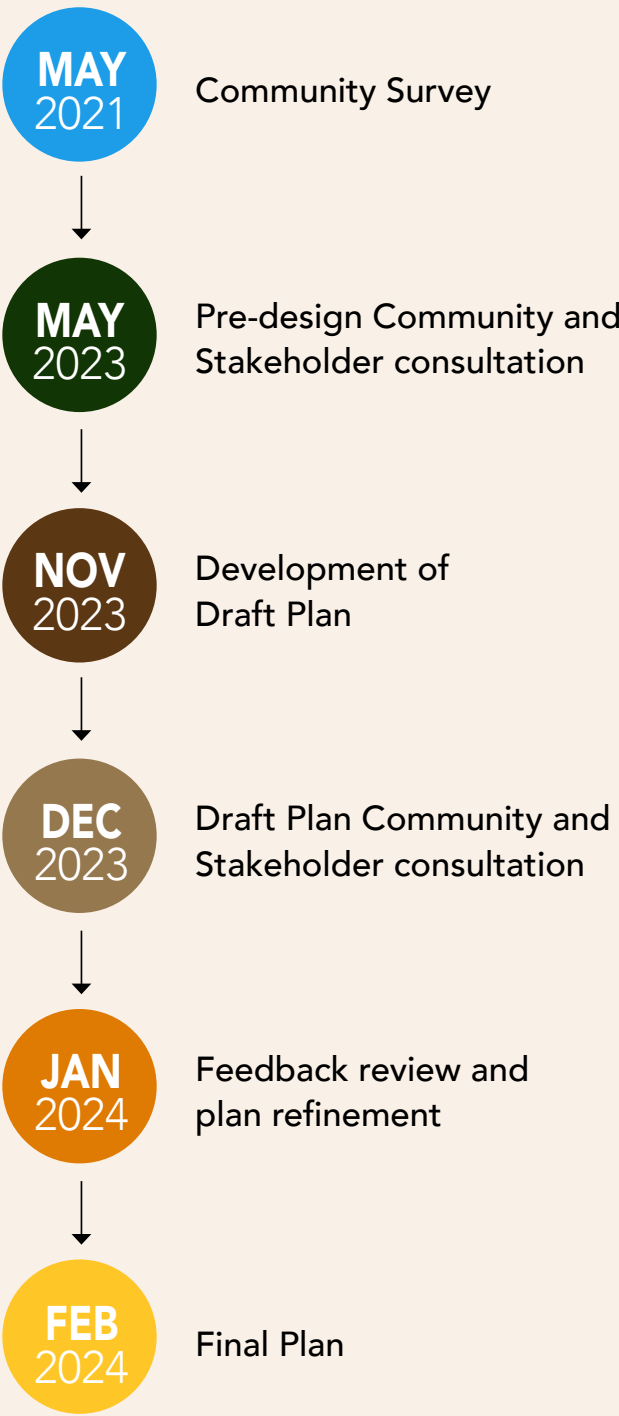 MAY
2021
Community Survey
MAY
2023
Pre-design Community and
Stakeholder consultation
NOV
2023
Development of
Draft Plan
DEC
2023
Draft Plan Community and
Stakeholder consultation
JAN
2024
Feedback review and
plan refinement
FEB
2024
Final Plan